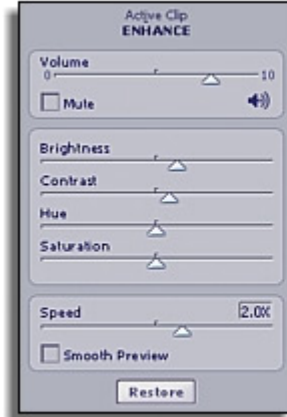 Active Clip
ENHANCE
Volume
0 10
Mute
Brightness
Contrast
Hue
Saturation
Speed 2.0X
Smooth Preview
Restore